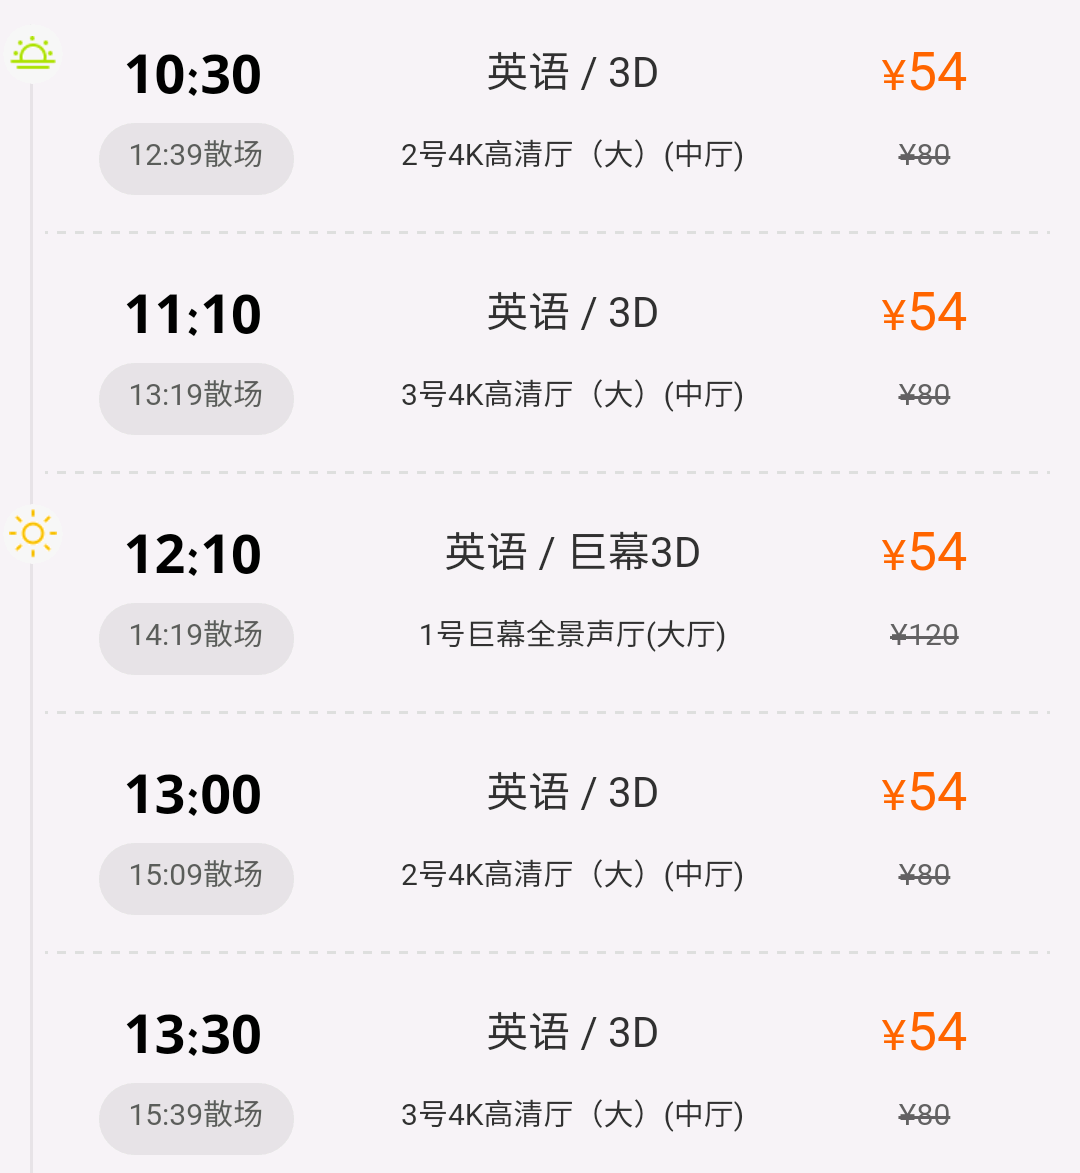 10:30 英语 / 3D ¥54
12:39散场 2号4K高清厅（大）(中厅) ¥80
11:10 英语 / 3D ¥54
13:19散场 3号4K高清厅（大）(中厅) ¥80
12:10 英语 / 巨幕3D ¥54
14:19散场 1号巨幕全景声厅(大厅) ¥120
13:00 英语 / 3D ¥54
15:09散场 2号4K高清厅（大）(中厅) ¥80
13:30 英语 / 3D ¥54
15:39散场 3号4K高清厅（大）(中厅) ¥80